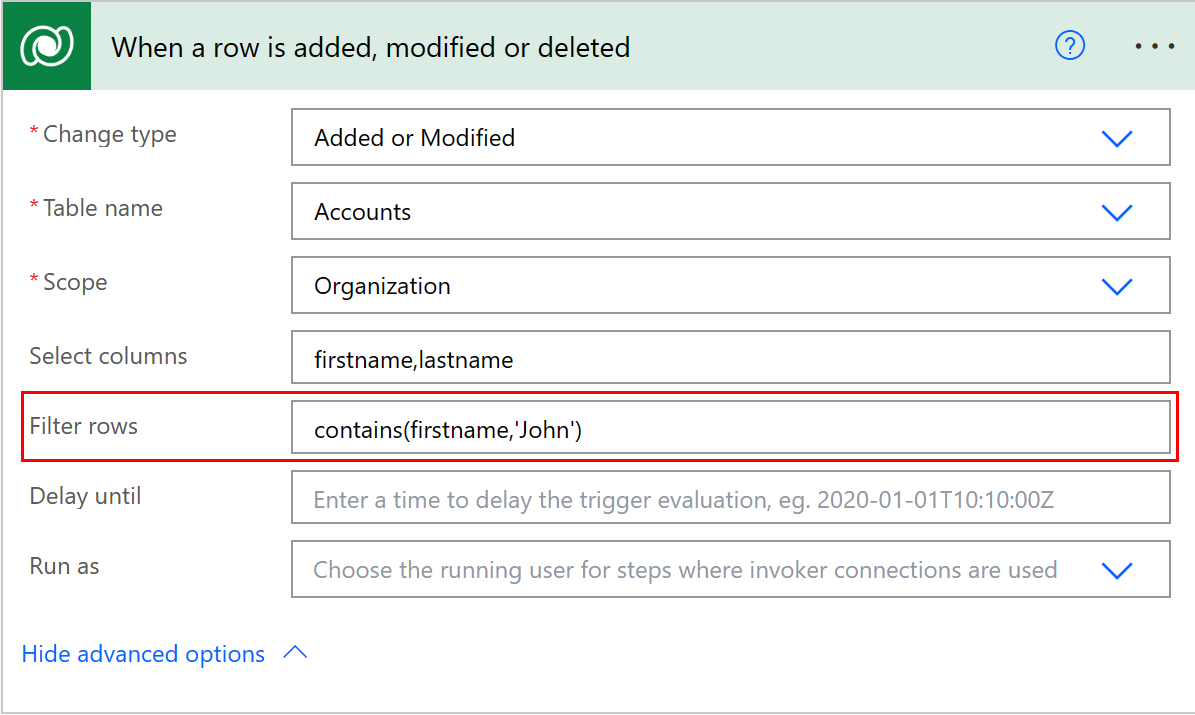 When a row is added, modified or deleted
* Change type
Added or Modified
* Table name
Accounts
* Scope
Organization
Select columns
firstname,lastname
Filter rows
contains(firstname,'John')
Delay until
Enter a time to delay the trigger evaluation, eg. 2020-01-01T10:10:00Z
Run as
Choose the running user for steps where invoker connections are used
Hide advanced options